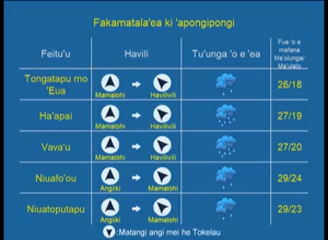 Fakamatala'ea ki 'apongipongi
Feitu'u Havili Tu'unga 'o e 'ea Fua 'o e mafana Ma'olunga/Ma'ulalo
Tongatapu mo 'Eua Mamalohi Havilivili 26/18
Ha'apai Mamalohi Havilivili 27/19
Vava'u Mamalohi Havilivili 27/20
Niuafo'ou Angiiki Mamalohi 29/24
Niuatoputapu Angiiki Mamalohi 29/23
:Matangi angi mei he Tokelau